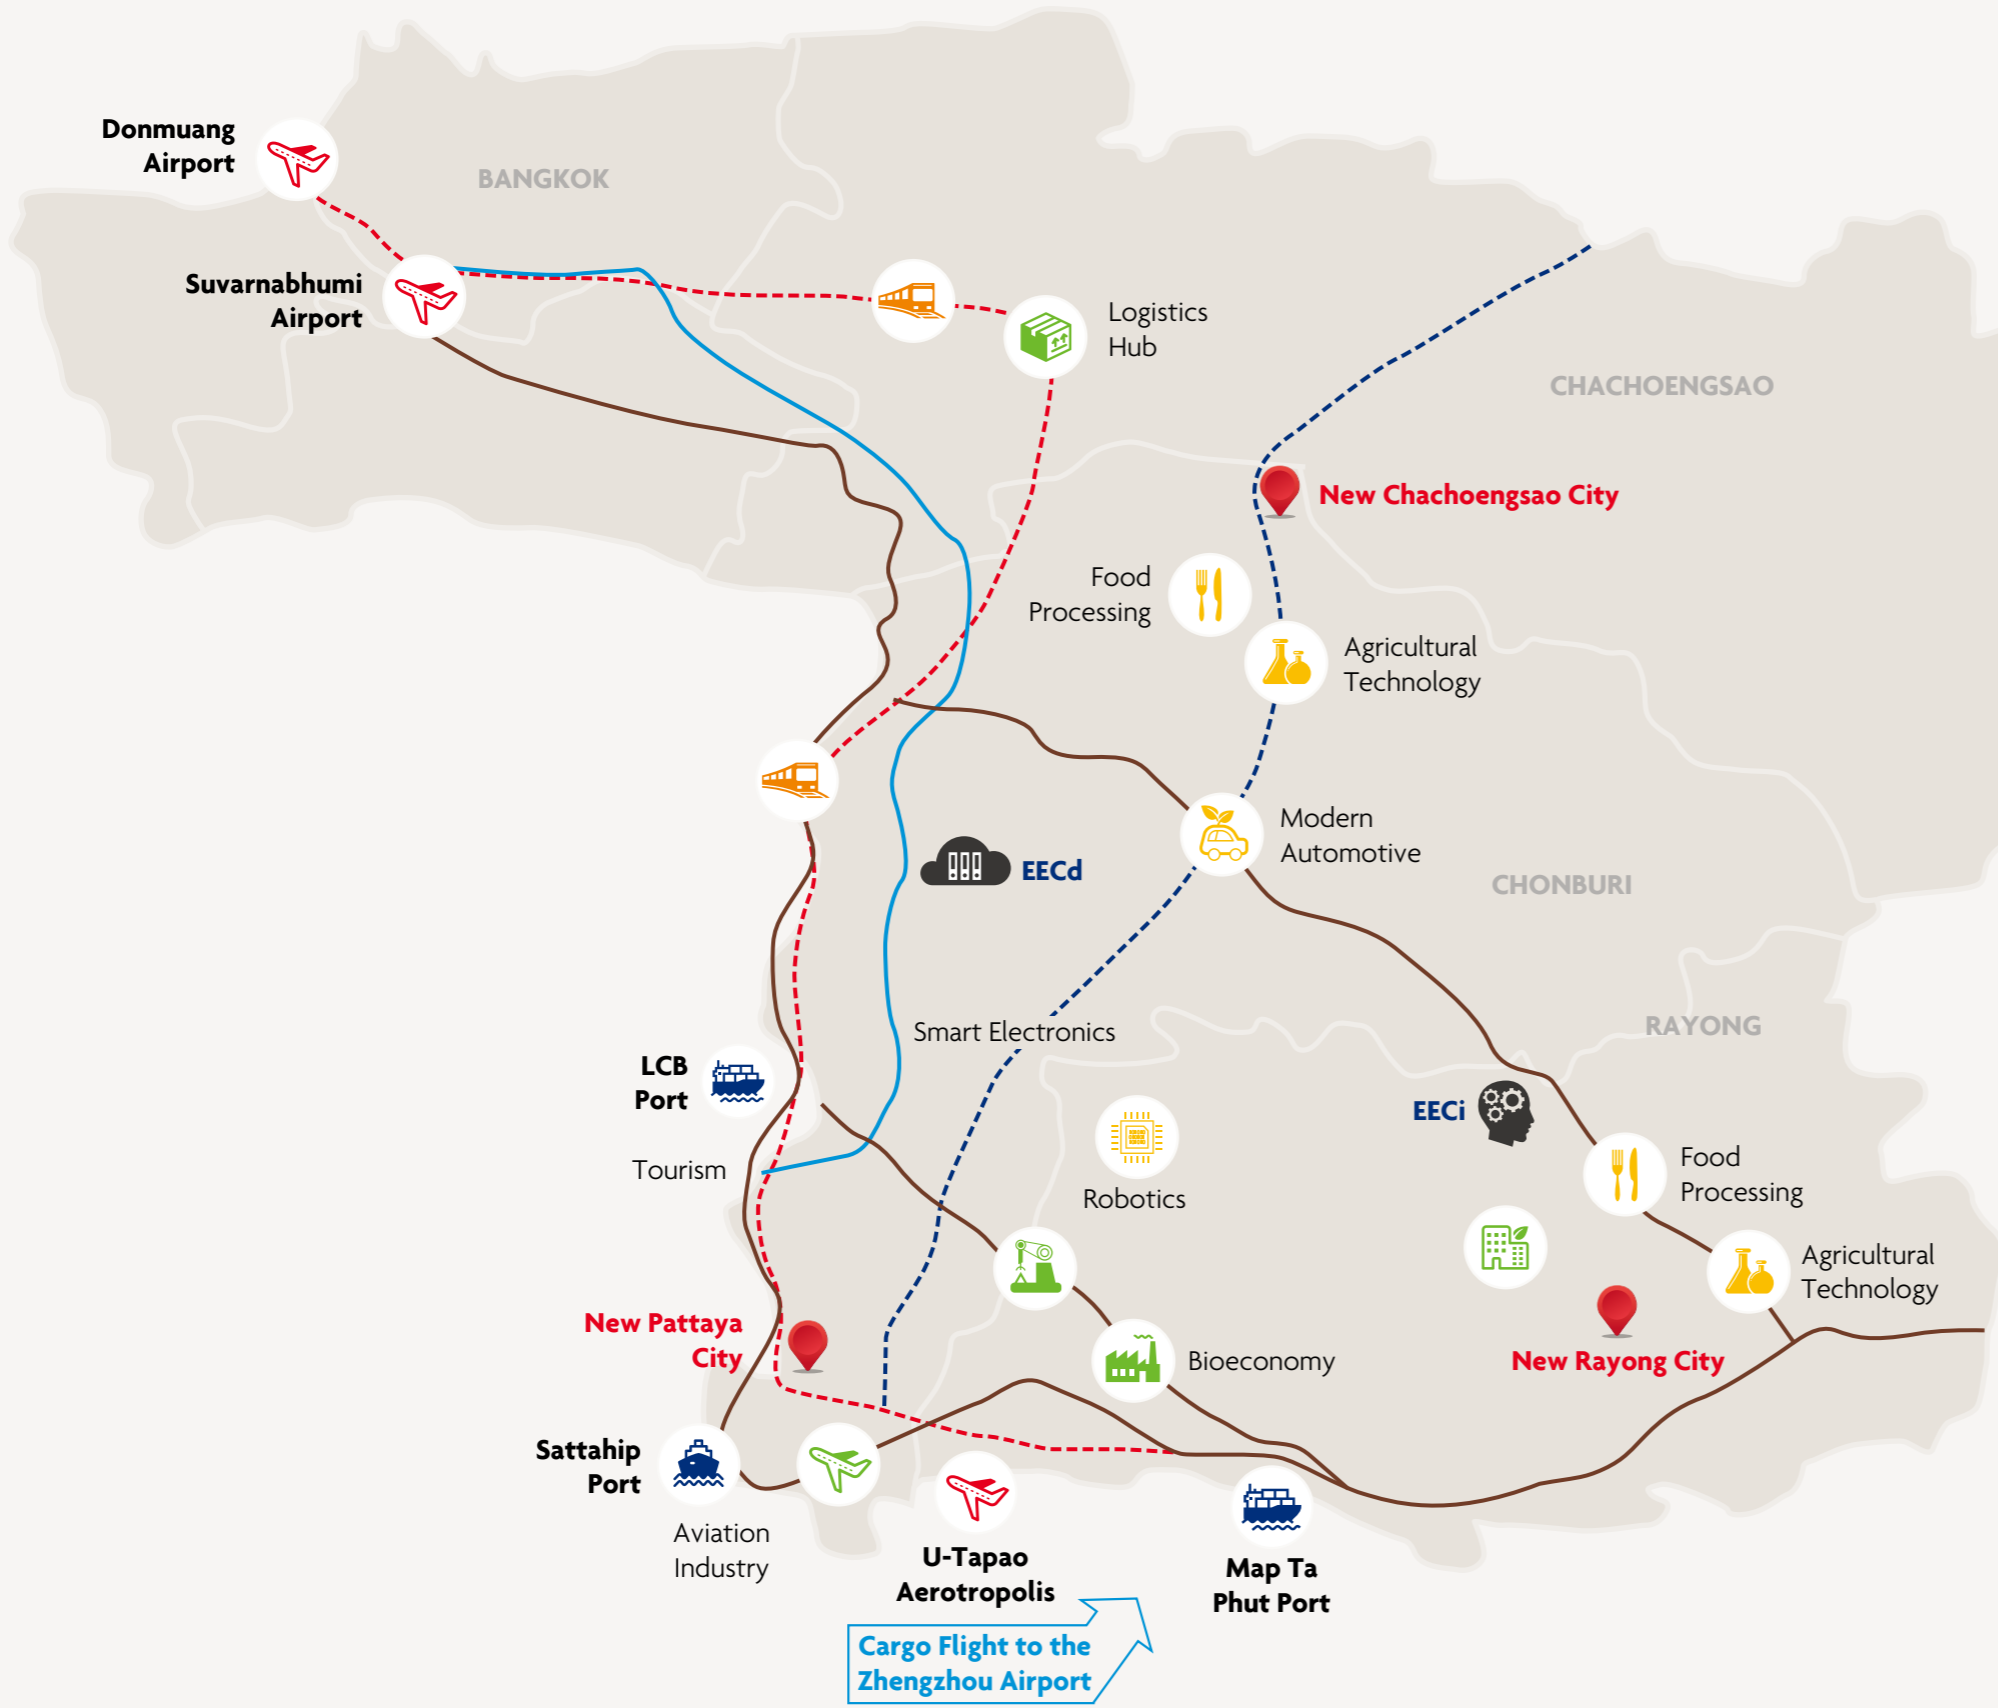 Donmuang
Airport
BANGKOK
Suvarnabhumi
Airport
Logistics
Hub
CHACHOENGSAO
New Chachoengsao City
Food
Processing
Agricultural
Technology
Modern
Automotive
EECd
CHONBURI
RAYONG
Smart Electronics
LCB
Port
EECi
Tourism
Robotics
Food
Processing
Agricultural
Technology
New Pattaya
City
Bioeconomy
New Rayong City
Sattahip
Port
Aviation
Industry
U-Tapao
Aerotropolis
Map Ta
Phut Port
Cargo Flight to the
Zhengzhou Airport